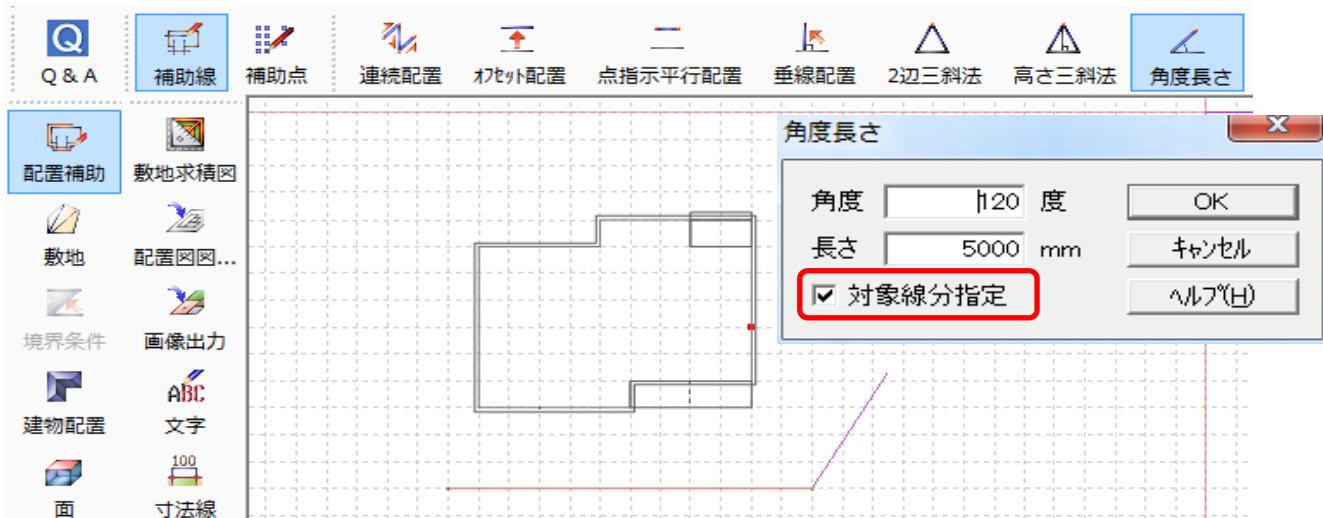 Q & A
補助線
補助点
連続配置
ｵﾌｾｯﾄ配置
点指示平行配置
垂線配置
2辺三斜法
高さ三斜法
角度長さ
配置補助
敷地求積図
敷地
配置図図...
境界条件
画像出力
建物配置
ABC
文字
面
100
寸法線
角度長さ
角度 120 度
OK
長さ 5000 mm
ｷｬﾝｾﾙ
対象線分指定
ﾍﾙﾌﾟ(H)